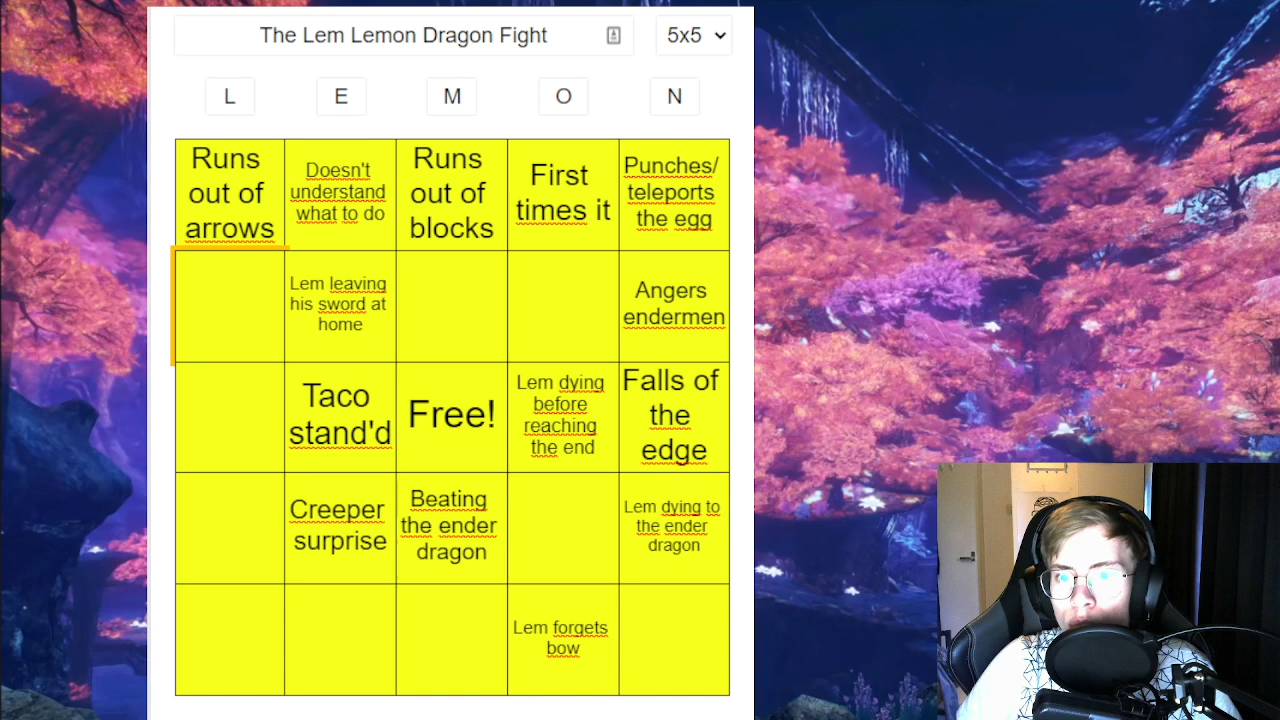 The Lem Lemon Dragon Fight
5x5
L E M O N
Runs
out of
arrows
Doesn't
understand
what to do
Runs
out of
blocks
First
times it
Punches/
teleports
the egg
Lem leaving
his sword at
home
Angers
endermen
Taco
stand'd
Free!
Lem dying
before
reaching
the end
Falls of
the
edge
Creeper
surprise
Beating
the ender
dragon
Lem dying to
the ender
dragon
Lem forgets
bow